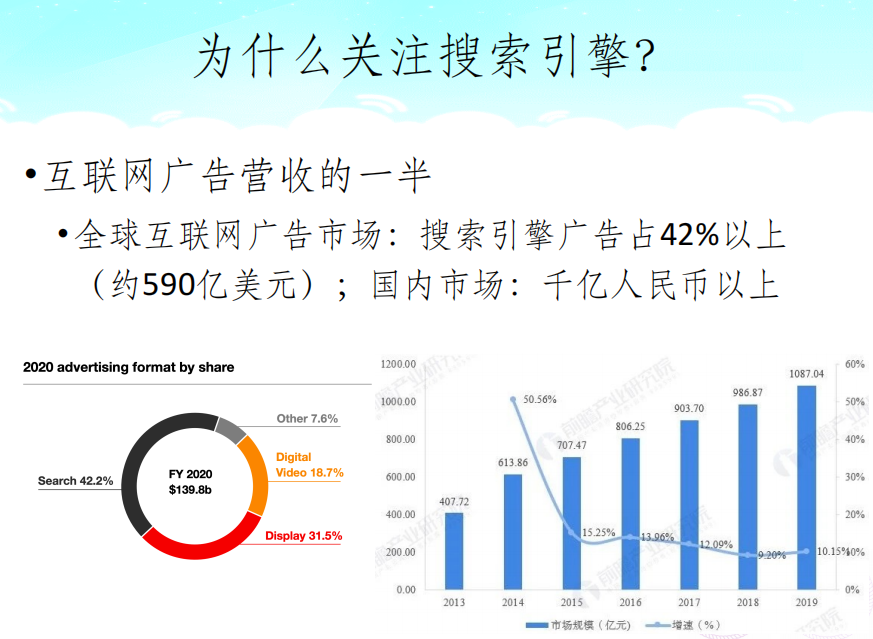 为什么关注搜索引擎?
•互联网广告营收的一半
•全球互联网广告市场：搜索引擎广告占42%以上
（约590亿美元）；国内市场：千亿人民币以上
2020 advertising format by share
Other 7.6%
Digital
Video 18.7%
Search 42.2%
FY 2020
$139.8b
Display 31.5%
1200.00
1000.00
800.00
600.00
400.00
200.00
0.00
60%
50%
40%
30%
20%
10%
0%
407.72
613.86
707.47
806.25
903.70
986.87
1087.04
50.56%
15.25%
13.96%
12.09%
9.20%
10.15%
2013 2014 2015 2016 2017 2018 2019
市场规模（亿元） 增速（%）
前瞻产业研究院
前瞻产业研究院